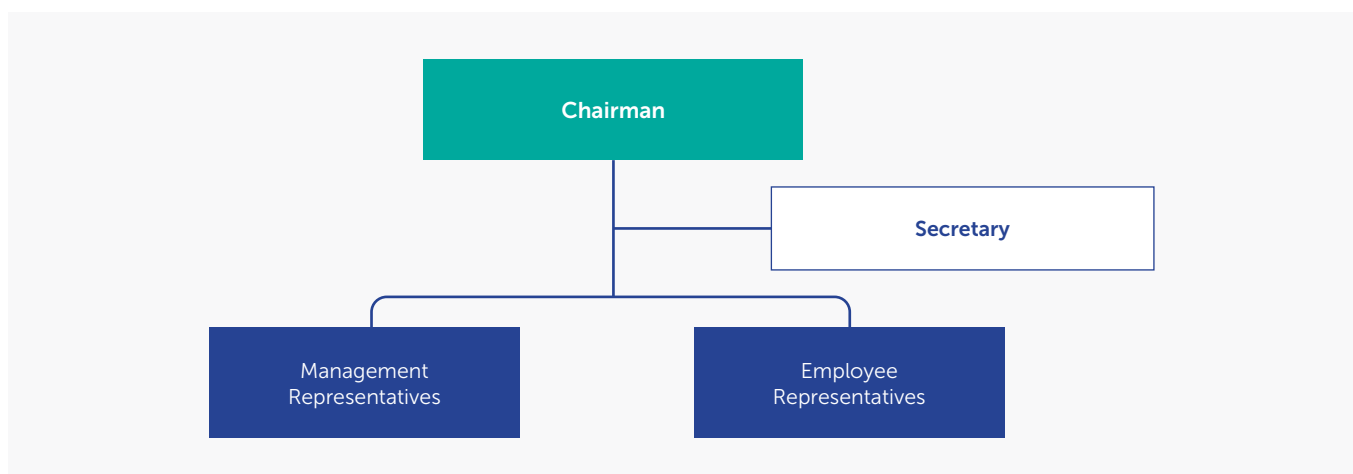 Chairman
Secretary
Management
Representatives
Employee
Representatives